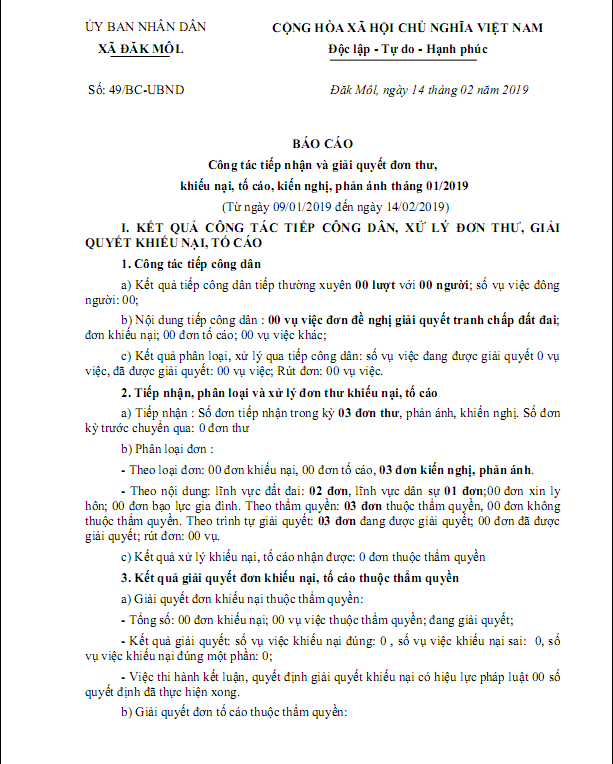 ỦY BAN NHÂN DÂN
XÃ ĐĂK MÔL
CỘNG HÒA XÃ HỘI CHỦ NGHĨA VIỆT NAM
Độc lập - Tự do - Hạnh phúc
Số: 49/BC-UBND
Đăk Môl, ngày 14 tháng 02 năm 2019
BÁO CÁO
Công tác tiếp nhận và giải quyết đơn thư,
khiếu nại, tố cáo, kiến nghị, phản ánh tháng 01/2019
(Từ ngày 09/01/2019 đến ngày 14/02/2019)
I. KẾT QUẢ CÔNG TÁC TIẾP CÔNG DÂN, XỬ LÝ ĐƠN THƯ, GIẢI
QUYẾT KHIẾU NẠI, TỐ CÁO
1. Công tác tiếp công dân
a) Kết quả tiếp công dân tiếp thường xuyên 00 lượt với 00 người; số vụ việc đông
người: 00;
b) Nội dung tiếp công dân : 00 vụ việc đơn đề nghị giải quyết tranh chấp đất đai;
đơn khiếu nại; 00 đơn tố cáo; 00 vụ việc khác;
c) Kết quả phân loại, xử lý qua tiếp công dân: số vụ việc đang được giải quyết 0 vụ
việc, đã được giải quyết: 00 vụ việc; Rút đơn: 00 vụ việc.
2. Tiếp nhận, phân loại và xử lý đơn thư khiếu nại, tố cáo
a) Tiếp nhận : Số đơn tiếp nhận trong kỳ 03 đơn thư, phản ánh, khiến nghị. Số đơn
kỳ trước chuyển qua: 0 đơn thư
b) Phân loại đơn :
- Theo loại đơn: 00 đơn khiếu nại, 00 đơn tố cáo, 03 đơn kiến nghị, phản ánh.
- Theo nội dung: lĩnh vực đất đai: 02 đơn, lĩnh vực dân sự 01 đơn;00 đơn xin ly
hôn; 00 đơn bạo lực gia đình. Theo thẩm quyền: 03 đơn thuộc thẩm quyền, 00 đơn không
thuộc thẩm quyền. Theo trình tự giải quyết: 03 đơn đang được giải quyết; 00 đơn đã được
giải quyết; rút đơn: 00 vụ.
c) Kết quả xử lý khiếu nại, tố cáo nhận được: 0 đơn thuộc thẩm quyền
3. Kết quả giải quyết đơn khiếu nại, tố cáo thuộc thẩm quyền
a) Giải quyết đơn khiếu nại thuộc thẩm quyền:
- Tổng số: 00 đơn khiếu nại; 00 vụ việc thuộc thẩm quyền; đang giải quyết;
- Kết quả giải quyết: số vụ việc khiếu nại đúng: 0 , số vụ việc khiếu nại sai: 0, số
vụ việc khiếu nại đúng một phần: 0;
- Việc thi hành kết luận, quyết định giải quyết khiếu nại có hiệu lực pháp luật 00 số
quyết định đã thực hiện xong.
b) Giải quyết đơn tố cáo thuộc thẩm quyền: